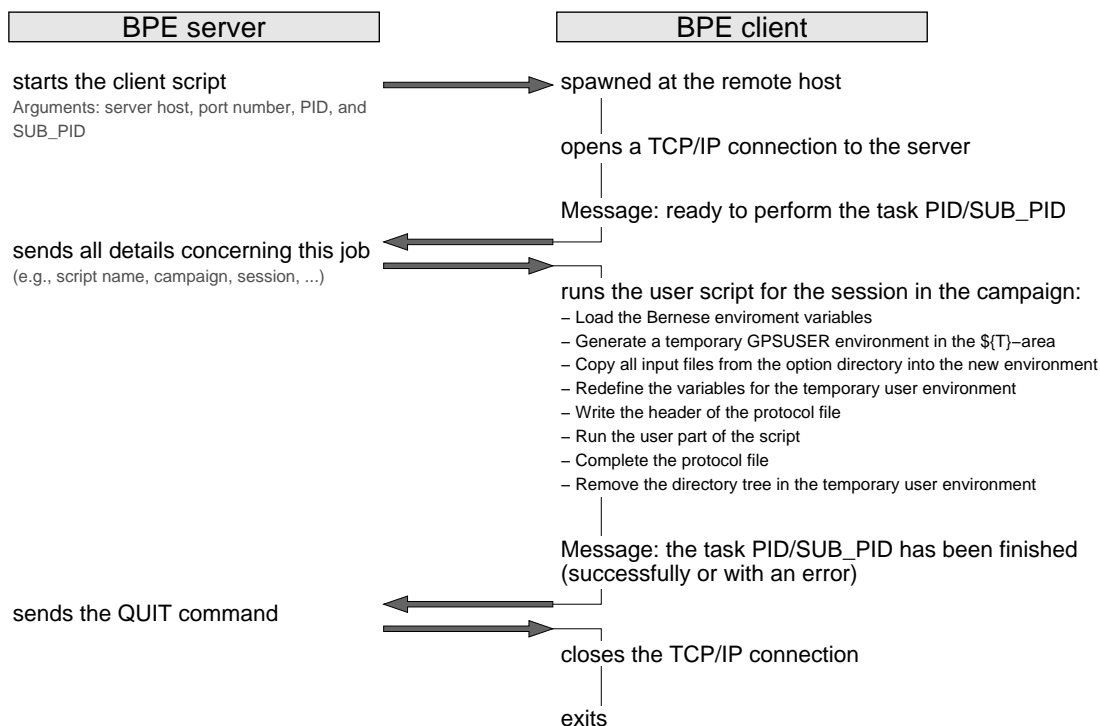 BPE server
BPE client
starts the client script
Arguments: server host, port number, PID, and
SUB_PID
spawned at the remote host
opens a TCP/IP connection to the server
Message: ready to perform the task PID/SUB_PID
sends all details concerning this job
(e.g., script name, campaign, session, ...)
runs the user script for the session in the campaign:
– Load the Bernese enviroment variables
– Generate a temporary GPSUSER environment in the ${T}–area
– Copy all input files from the option directory into the new environment
– Redefine the variables for the temporary user environment
– Write the header of the protocol file
– Run the user part of the script
– Complete the protocol file
– Remove the directory tree in the temporary user environment
Message: the task PID/SUB_PID has been finished
(successfully or with an error)
sends the QUIT command
closes the TCP/IP connection
exits